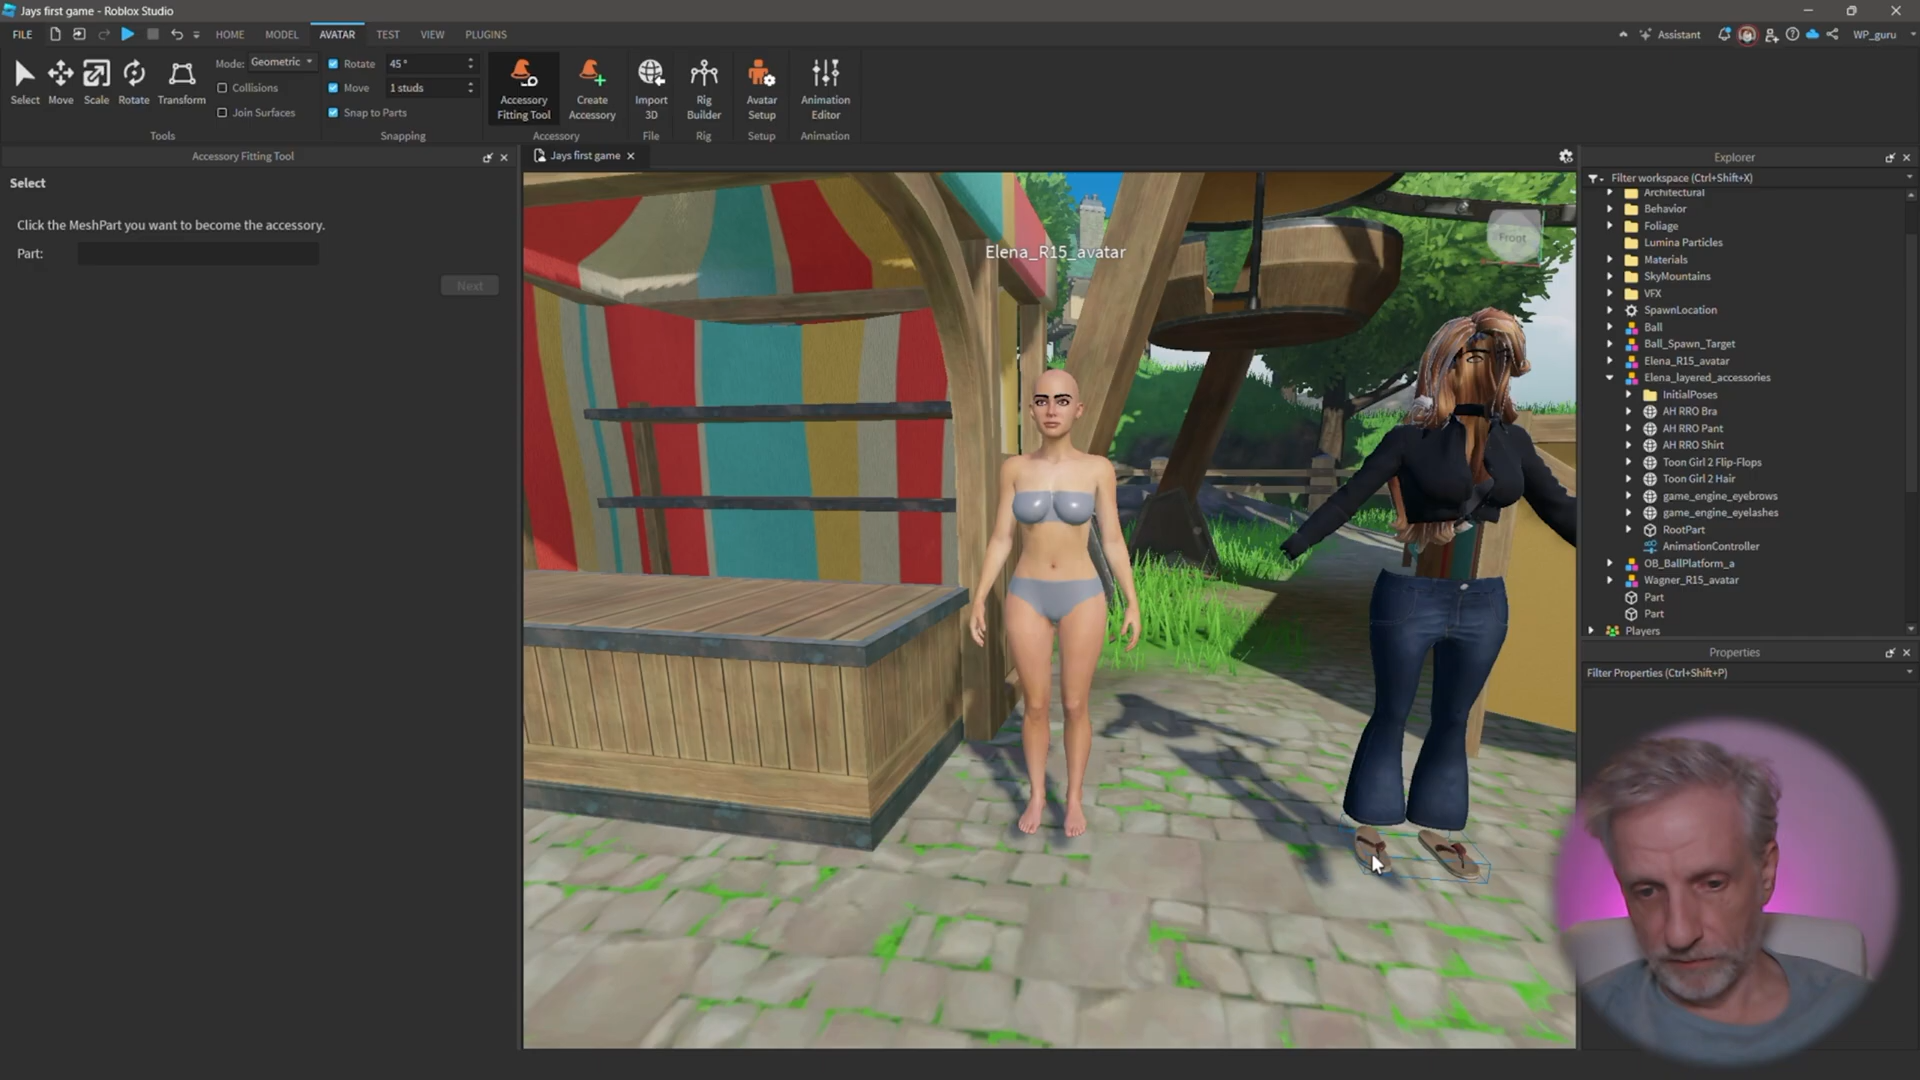 Jays first game - Roblox Studio
FILE HOME MODEL AVATAR TEST VIEW PLUGINS Assistant WP_guru
Select Move Scale Rotate Transform
Mode: Geometric
Collisions
Join Surfaces
Tools
Rotate 45°
Move 1 studs
Snap to Parts
Snapping
Accessory Fitting Tool
Create Accessory
Accessory
Import 3D
File
Rig Builder
Rig
Avatar Setup
Setup
Animation Editor
Animation
Accessory Fitting Tool
Select
Click the MeshPart you want to become the accessory.
Part:
Next
Jays first game
Elena_R15_avatar
Front
Explorer
Filter workspace (Ctrl+Shift+X)
Architectural
Behavior
Foliage
Lumina Particles
Materials
SkyMountains
VFX
SpawnLocation
Ball
Ball_Spawn_Target
Elena_R15_avatar
Elena_layered_accessories
InitialPoses
AH RRO Bra
AH RRO Pant
AH RRO Shirt
Toon Girl 2 Flip-Flops
Toon Girl 2 Hair
game_engine_eyebrows
game_engine_eyelashes
RootPart
AnimationController
OB_BallPlatform_a
Wagner_R15_avatar
Part
Part
Players
Properties
Filter Properties (Ctrl+Shift+P)